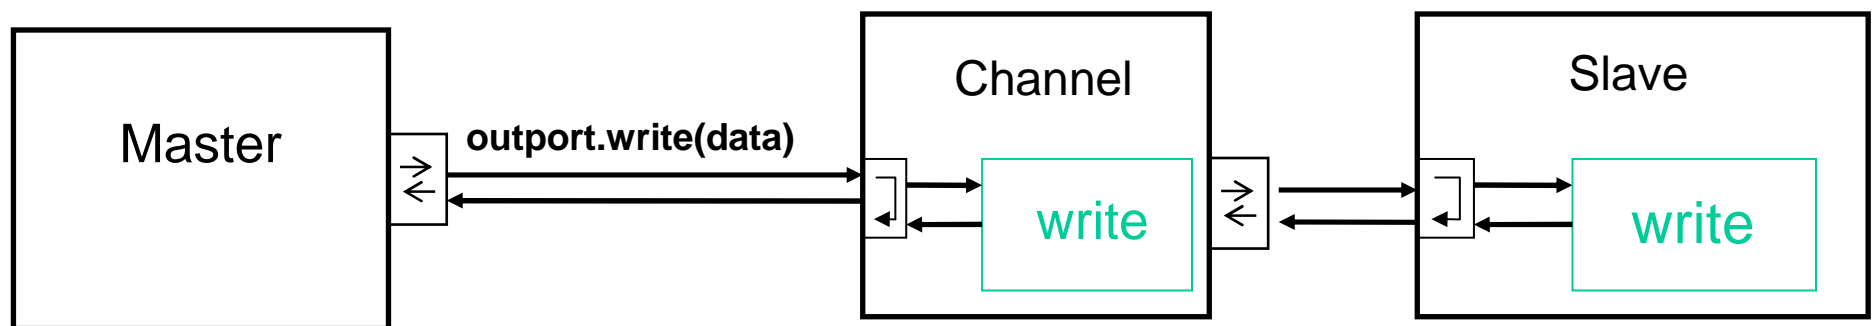 Master
outport.write(data)
Channel
write
Slave
write